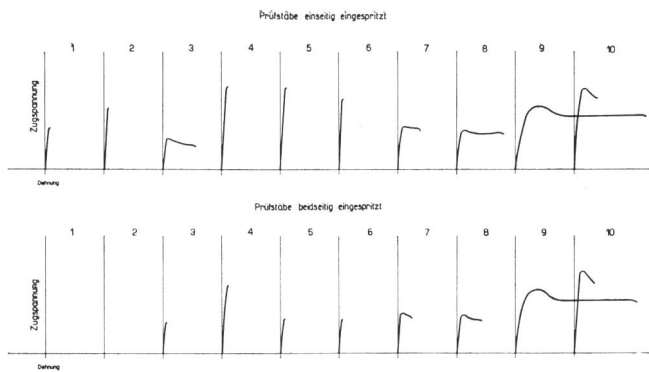 Prüfstäbe einseitig eingespritzt
1 2 3 4 5 6 7 8 9 10
Zugspannung
Dehnung
Prüfstäbe beidseitig eingespritzt
1 2 3 4 5 6 7 8 9 10
Zugspannung
Dehnung